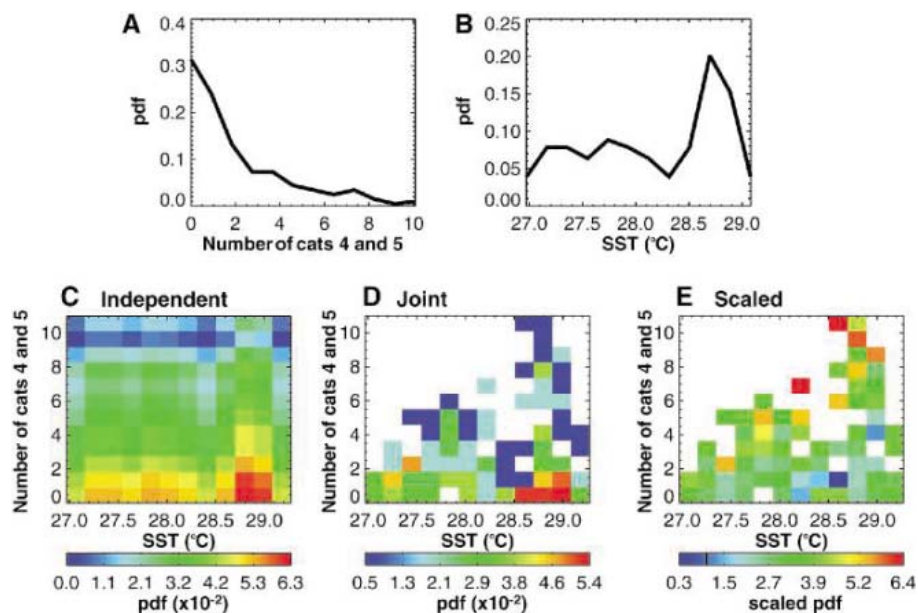 A
B
0.4
0.3
0.2
0.1
0.0
pdf
0 2 4 6 8 10
Number of cats 4 and 5
0.25
0.20
0.15
0.10
0.05
0.00
pdf
27.0 27.5 28.0 28.5 29.0
SST (°C)
C Independent
10
8
6
4
2
0
Number of cats 4 and 5
27.0 27.5 28.0 28.5 29.0
SST (°C)
0.0 1.1 2.1 3.2 4.2 5.2 6.3
pdf (x10⁻²)
D Joint
10
8
6
4
2
0
Number of cats 4 and 5
27.0 27.5 28.0 28.5 29.0
SST (°C)
0.5 1.3 2.1 2.9 3.8 4.6 5.4
pdf (x10⁻²)
E Scaled
10
8
6
4
2
0
Number of cats 4 and 5
27.0 27.5 28.0 28.5 29.0
SST (°C)
0.3 1.5 2.7 3.9 4.9 6.4
scaled pdf